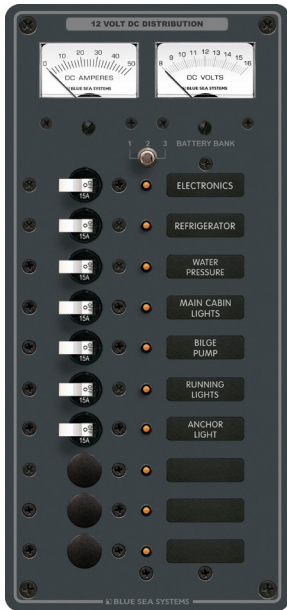 12 VOLT DC DISTRIBUTION
0 10 20 30 40 50
DC AMPERES
BLUE SEA SYSTEMS
8 9 10 11 12 13 14 15 16
DC VOLTS
BLUE SEA SYSTEMS
1 2 3
BATTERY BANK
15A
ELECTRONICS
15A
REFRIGERATOR
15A
WATER
PRESSURE
15A
MAIN CABIN
LIGHTS
15A
BILGE
PUMP
15A
RUNNING
LIGHTS
15A
ANCHOR
LIGHT
BLUE SEA SYSTEMS